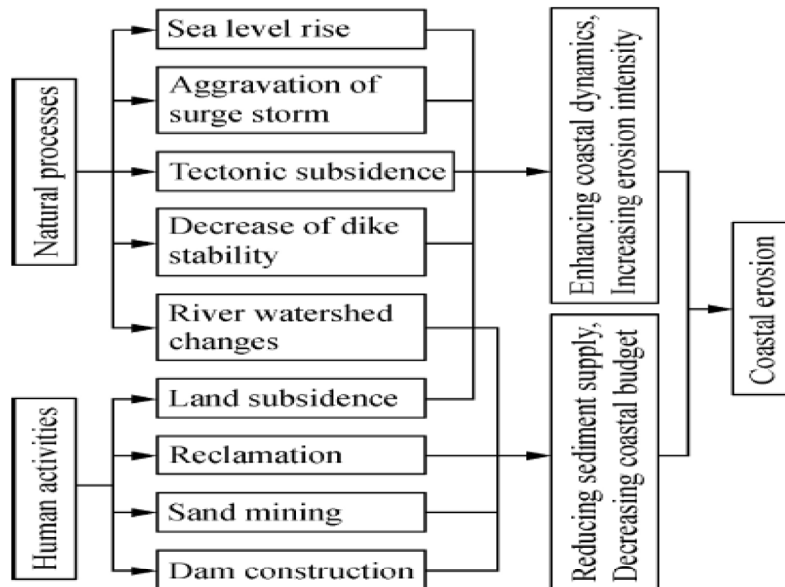 Natural processes
Sea level rise
Aggravation of
surge storm
Tectonic subsidence
Decrease of dike
stability
River watershed
changes
Human activities
Land subsidence
Reclamation
Sand mining
Dam construction
Enhancing coastal dynamics,
Increasing erosion intensity
Reducing sediment supply,
Decreasing coastal budget
Coastal erosion